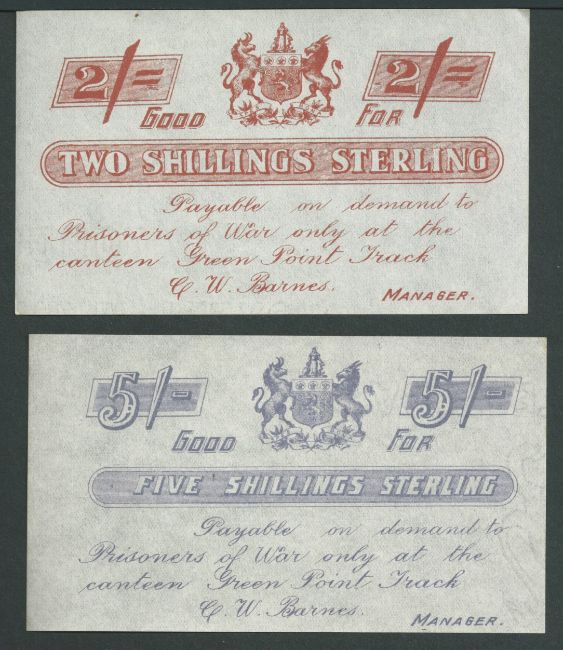 2/= 2/=
GOOD FOR
TWO SHILLINGS STERLING
Payable on demand to
Prisoners of War only at the
canteen Green Point Track
C. W. Barnes.
MANAGER.
5/- 5/-
GOOD FOR
FIVE SHILLINGS STERLING
Payable on demand to
Prisoners of War only at the
canteen Green Point Track
C. W. Barnes.
MANAGER.